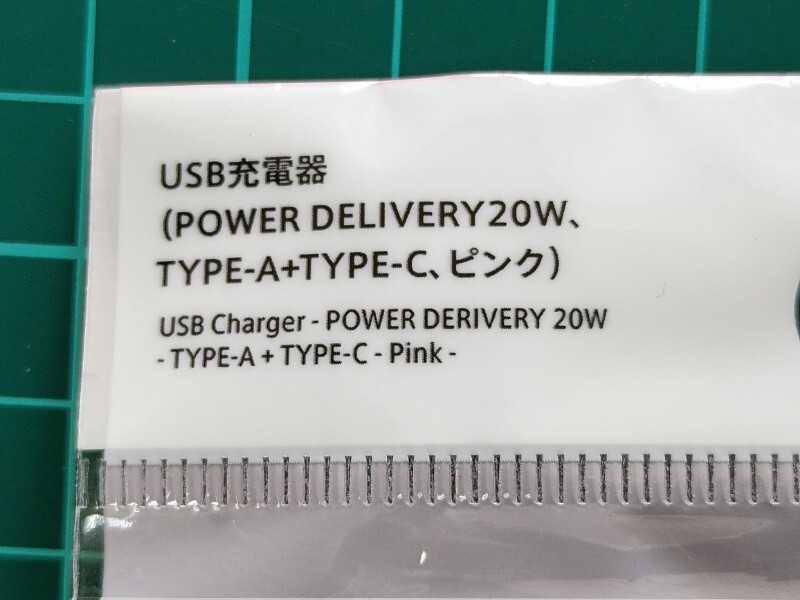 USB充電器
(POWER DELIVERY20W、
TYPE-A+TYPE-C、ピンク)
USB Charger - POWER DERIVERY 20W
- TYPE-A + TYPE-C - Pink -